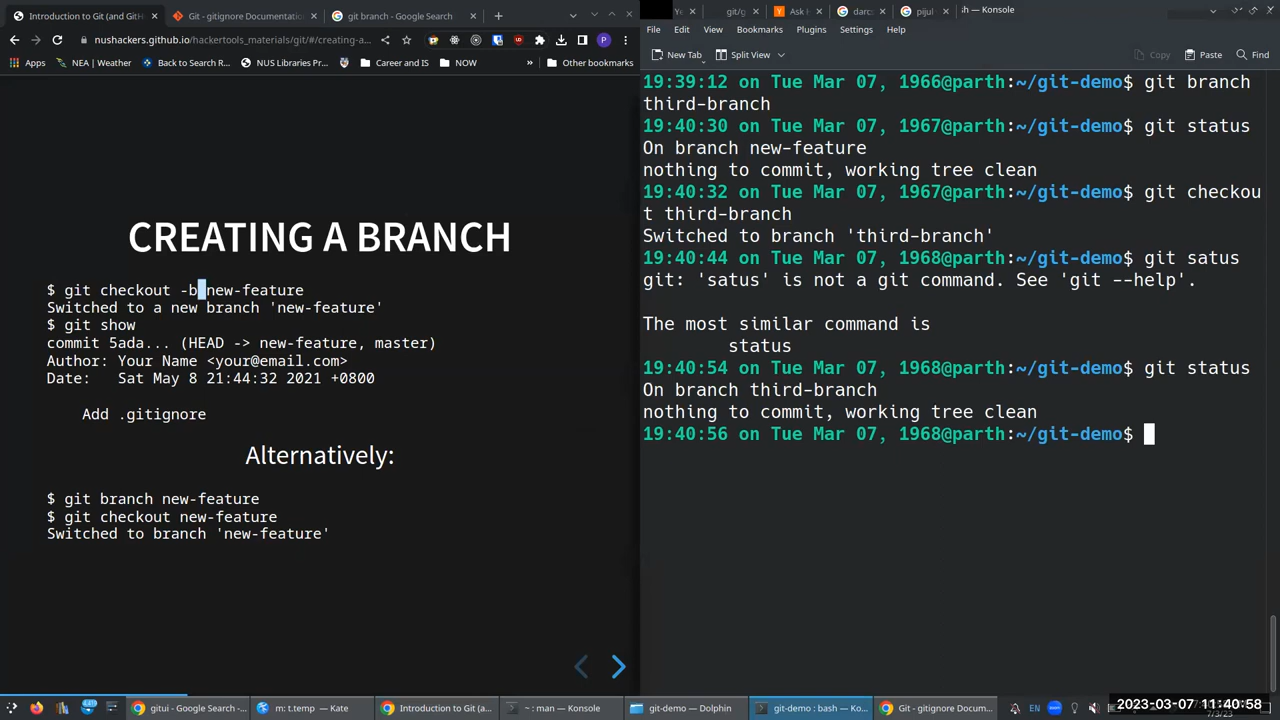 Introduction to Git (and GitH
Git - gitignore Documentation
git branch - Google Search
nushackers.github.io/hackertools_materials/git/#/creating-a...
Apps
NEA | Weather
Back to Search R...
NUS Libraries Pr...
Career and IS
NOW
»
Other bookmarks
CREATING A BRANCH
$ git checkout -b new-feature
Switched to a new branch 'new-feature'
$ git show
commit 5ada... (HEAD -> new-feature, master)
Author: Your Name <your@email.com>
Date:   Sat May 8 21:44:32 2021 +0800
Add .gitignore
Alternatively:
$ git branch new-feature
$ git checkout new-feature
Switched to branch 'new-feature'
git/g
Ask H
darc
pijul
sh — Konsole
File Edit View Bookmarks Plugins Settings Help
New Tab
Split View
Copy
Paste
Find
19:39:12 on Tue Mar 07, 1966@parth:~/git-demo$ git branch
third-branch
19:40:30 on Tue Mar 07, 1967@parth:~/git-demo$ git status
On branch new-feature
nothing to commit, working tree clean
19:40:32 on Tue Mar 07, 1967@parth:~/git-demo$ git checkou
t third-branch
Switched to branch 'third-branch'
19:40:44 on Tue Mar 07, 1968@parth:~/git-demo$ git satus
git: 'satus' is not a git command. See 'git --help'.
The most similar command is
status
19:40:54 on Tue Mar 07, 1968@parth:~/git-demo$ git status
On branch third-branch
nothing to commit, working tree clean
19:40:56 on Tue Mar 07, 1968@parth:~/git-demo$
gitui - Google Search - ...
m: t.temp — Kate
Introduction to Git (a...
~ : man — Konsole
git-demo — Dolphin
git-demo : bash — Ko...
Git - gitignore Docum...
EN
2023-03-07 11:40:58
7/3/23